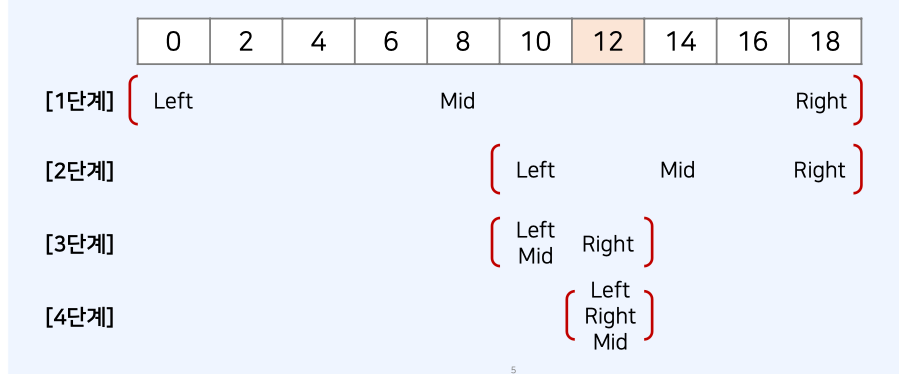 0 2 4 6 8 10 12 14 16 18
[1단계] Left Mid Right
[2단계] Left Mid Right
[3단계] Left
Mid Right
[4단계] Left
Right
Mid
5